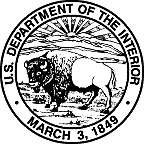 U.S. DEPARTMENT OF THE INTERIOR
MARCH 3, 1849